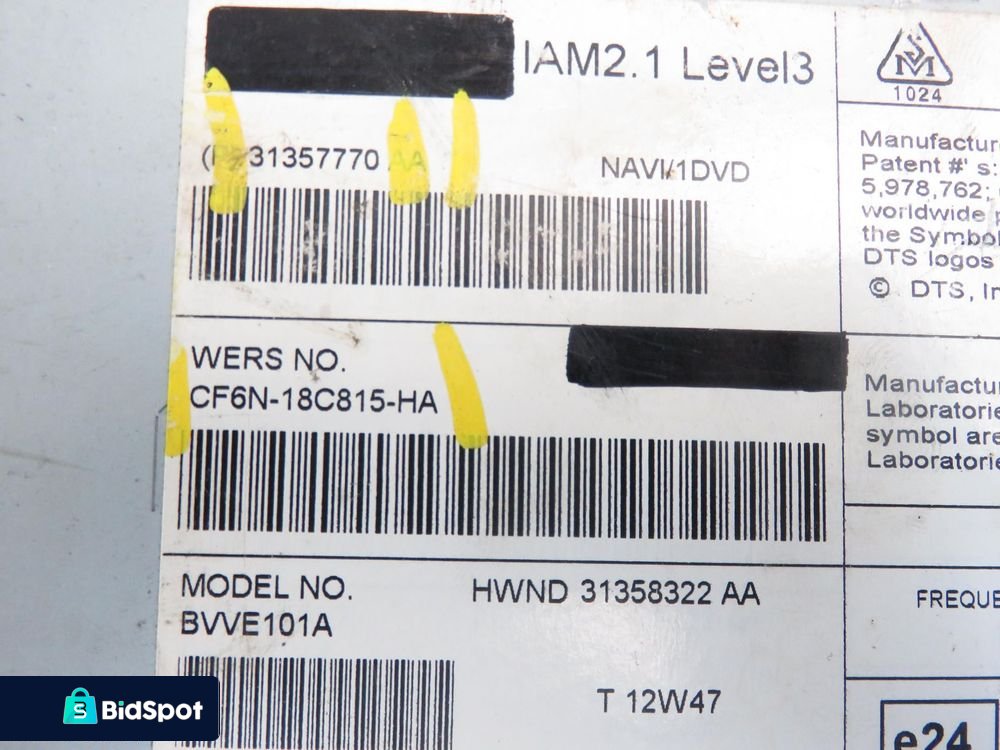 IAM2.1 Level3
(P) 31357770 AA
NAVI/1DVD
WERS NO.
CF6N-18C815-HA
MODEL NO.
BVVE101A
HWND 31358322 AA
T 12W47
SM
1024
Manufactur
Patent #' s:
5,978,762;
worldwide p
the Symbol
DTS logos
© DTS, In
Manufactu
Laboratorie
symbol are
Laboratorie
FREQUE
e24
BidSpot